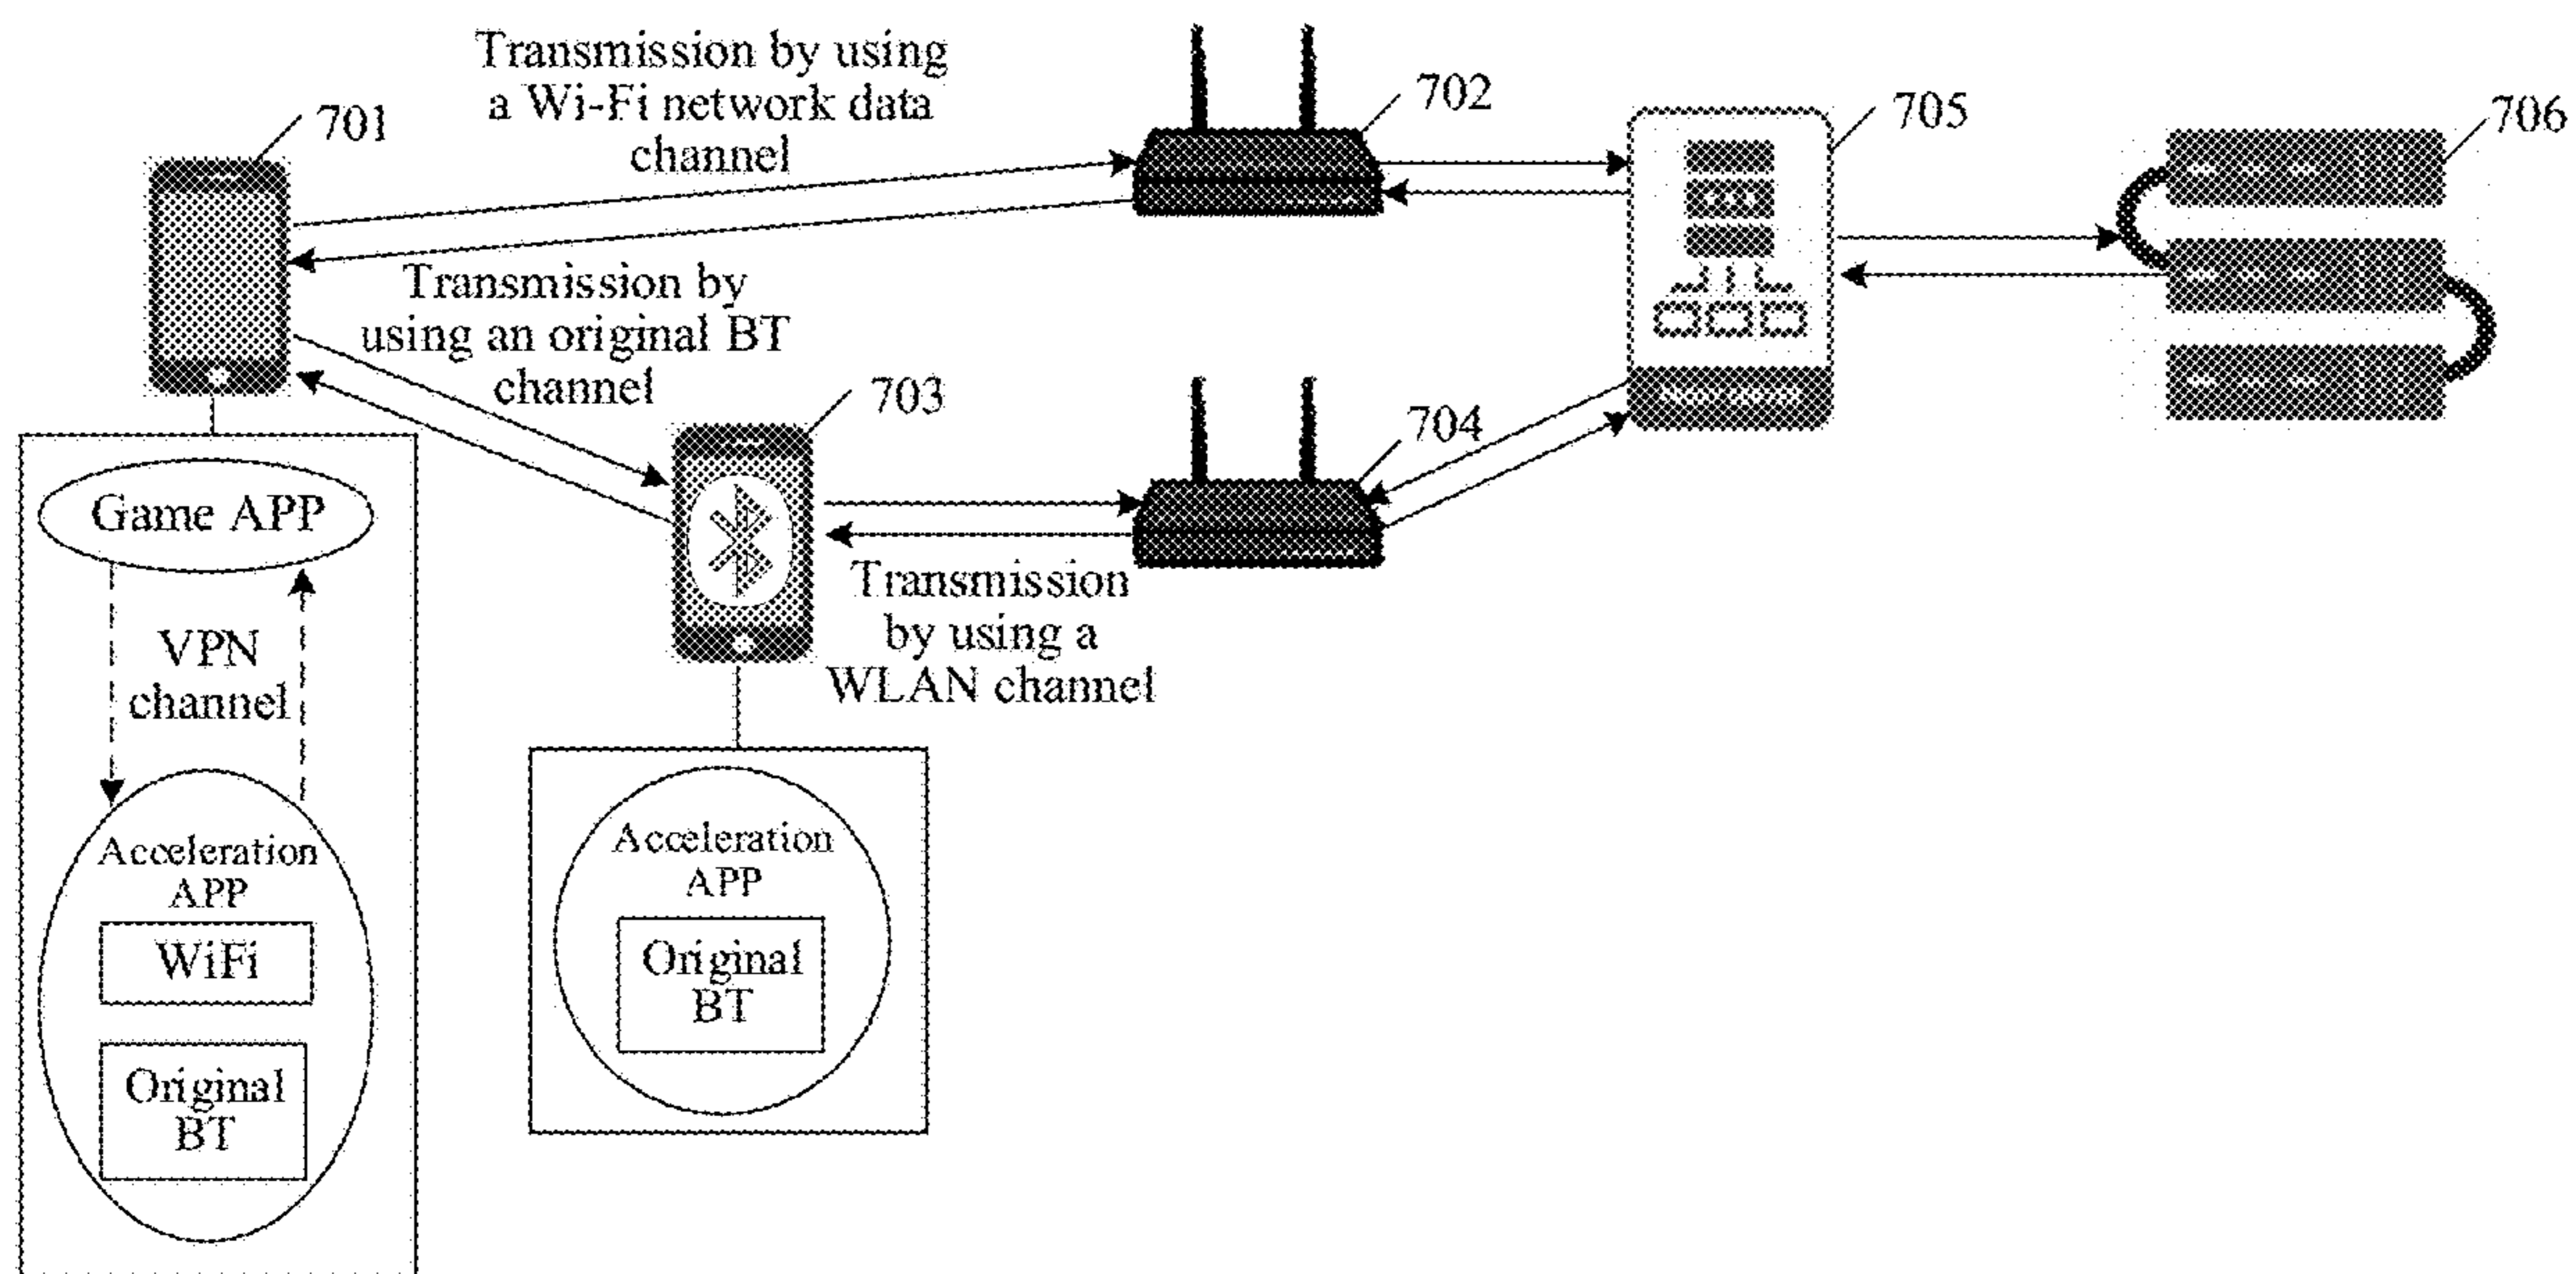 Transmission by using
a Wi-Fi network data
channel
701
702
705
706
Transmission by
using an original BT
channel
703
704
Game APP
VPN
channel
Transmission
by using a
WLAN channel
Acceleration
APP
WiFi
Original
BT
Acceleration
APP
Original
BT